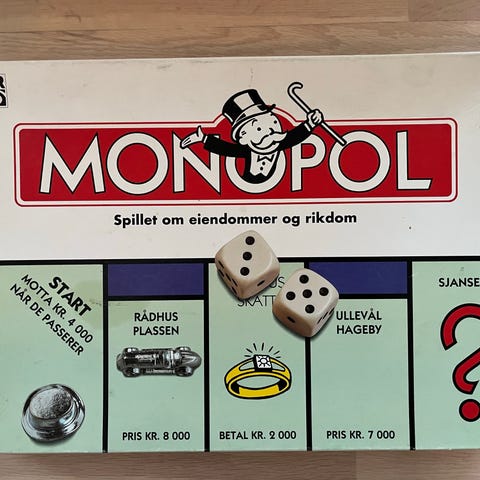 MONOPOL
Spillet om eiendommer og rikdom
START
MOTTA KR. 4 000
NÅR DE PASSERER
RÅDHUS
PLASSEN
PRIS KR. 8 000
SKATT
BETAL KR. 2 000
ULLEVÅL
HAGEBY
PRIS KR. 7 000
SJANSE
?